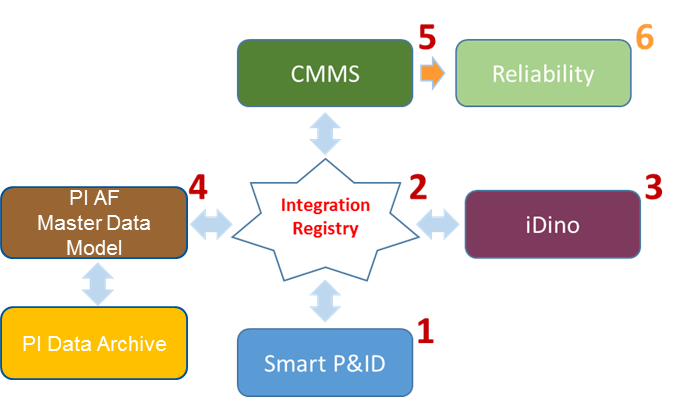 5
6
CMMS
Reliability
4
2
3
PI AF
Master Data
Model
Integration
Registry
iDino
1
PI Data Archive
Smart P&ID